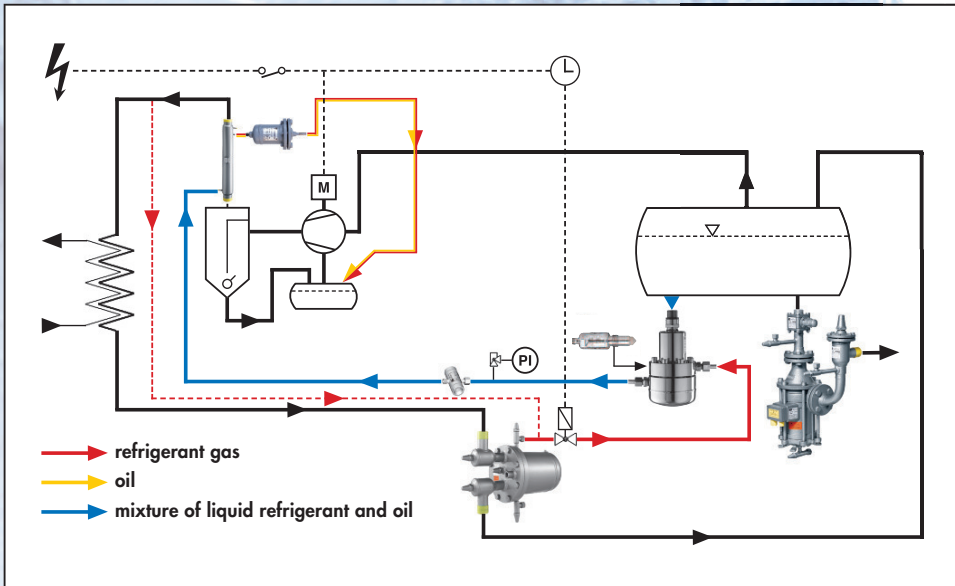 M
PI
refrigerant gas
oil
mixture of liquid refrigerant and oil